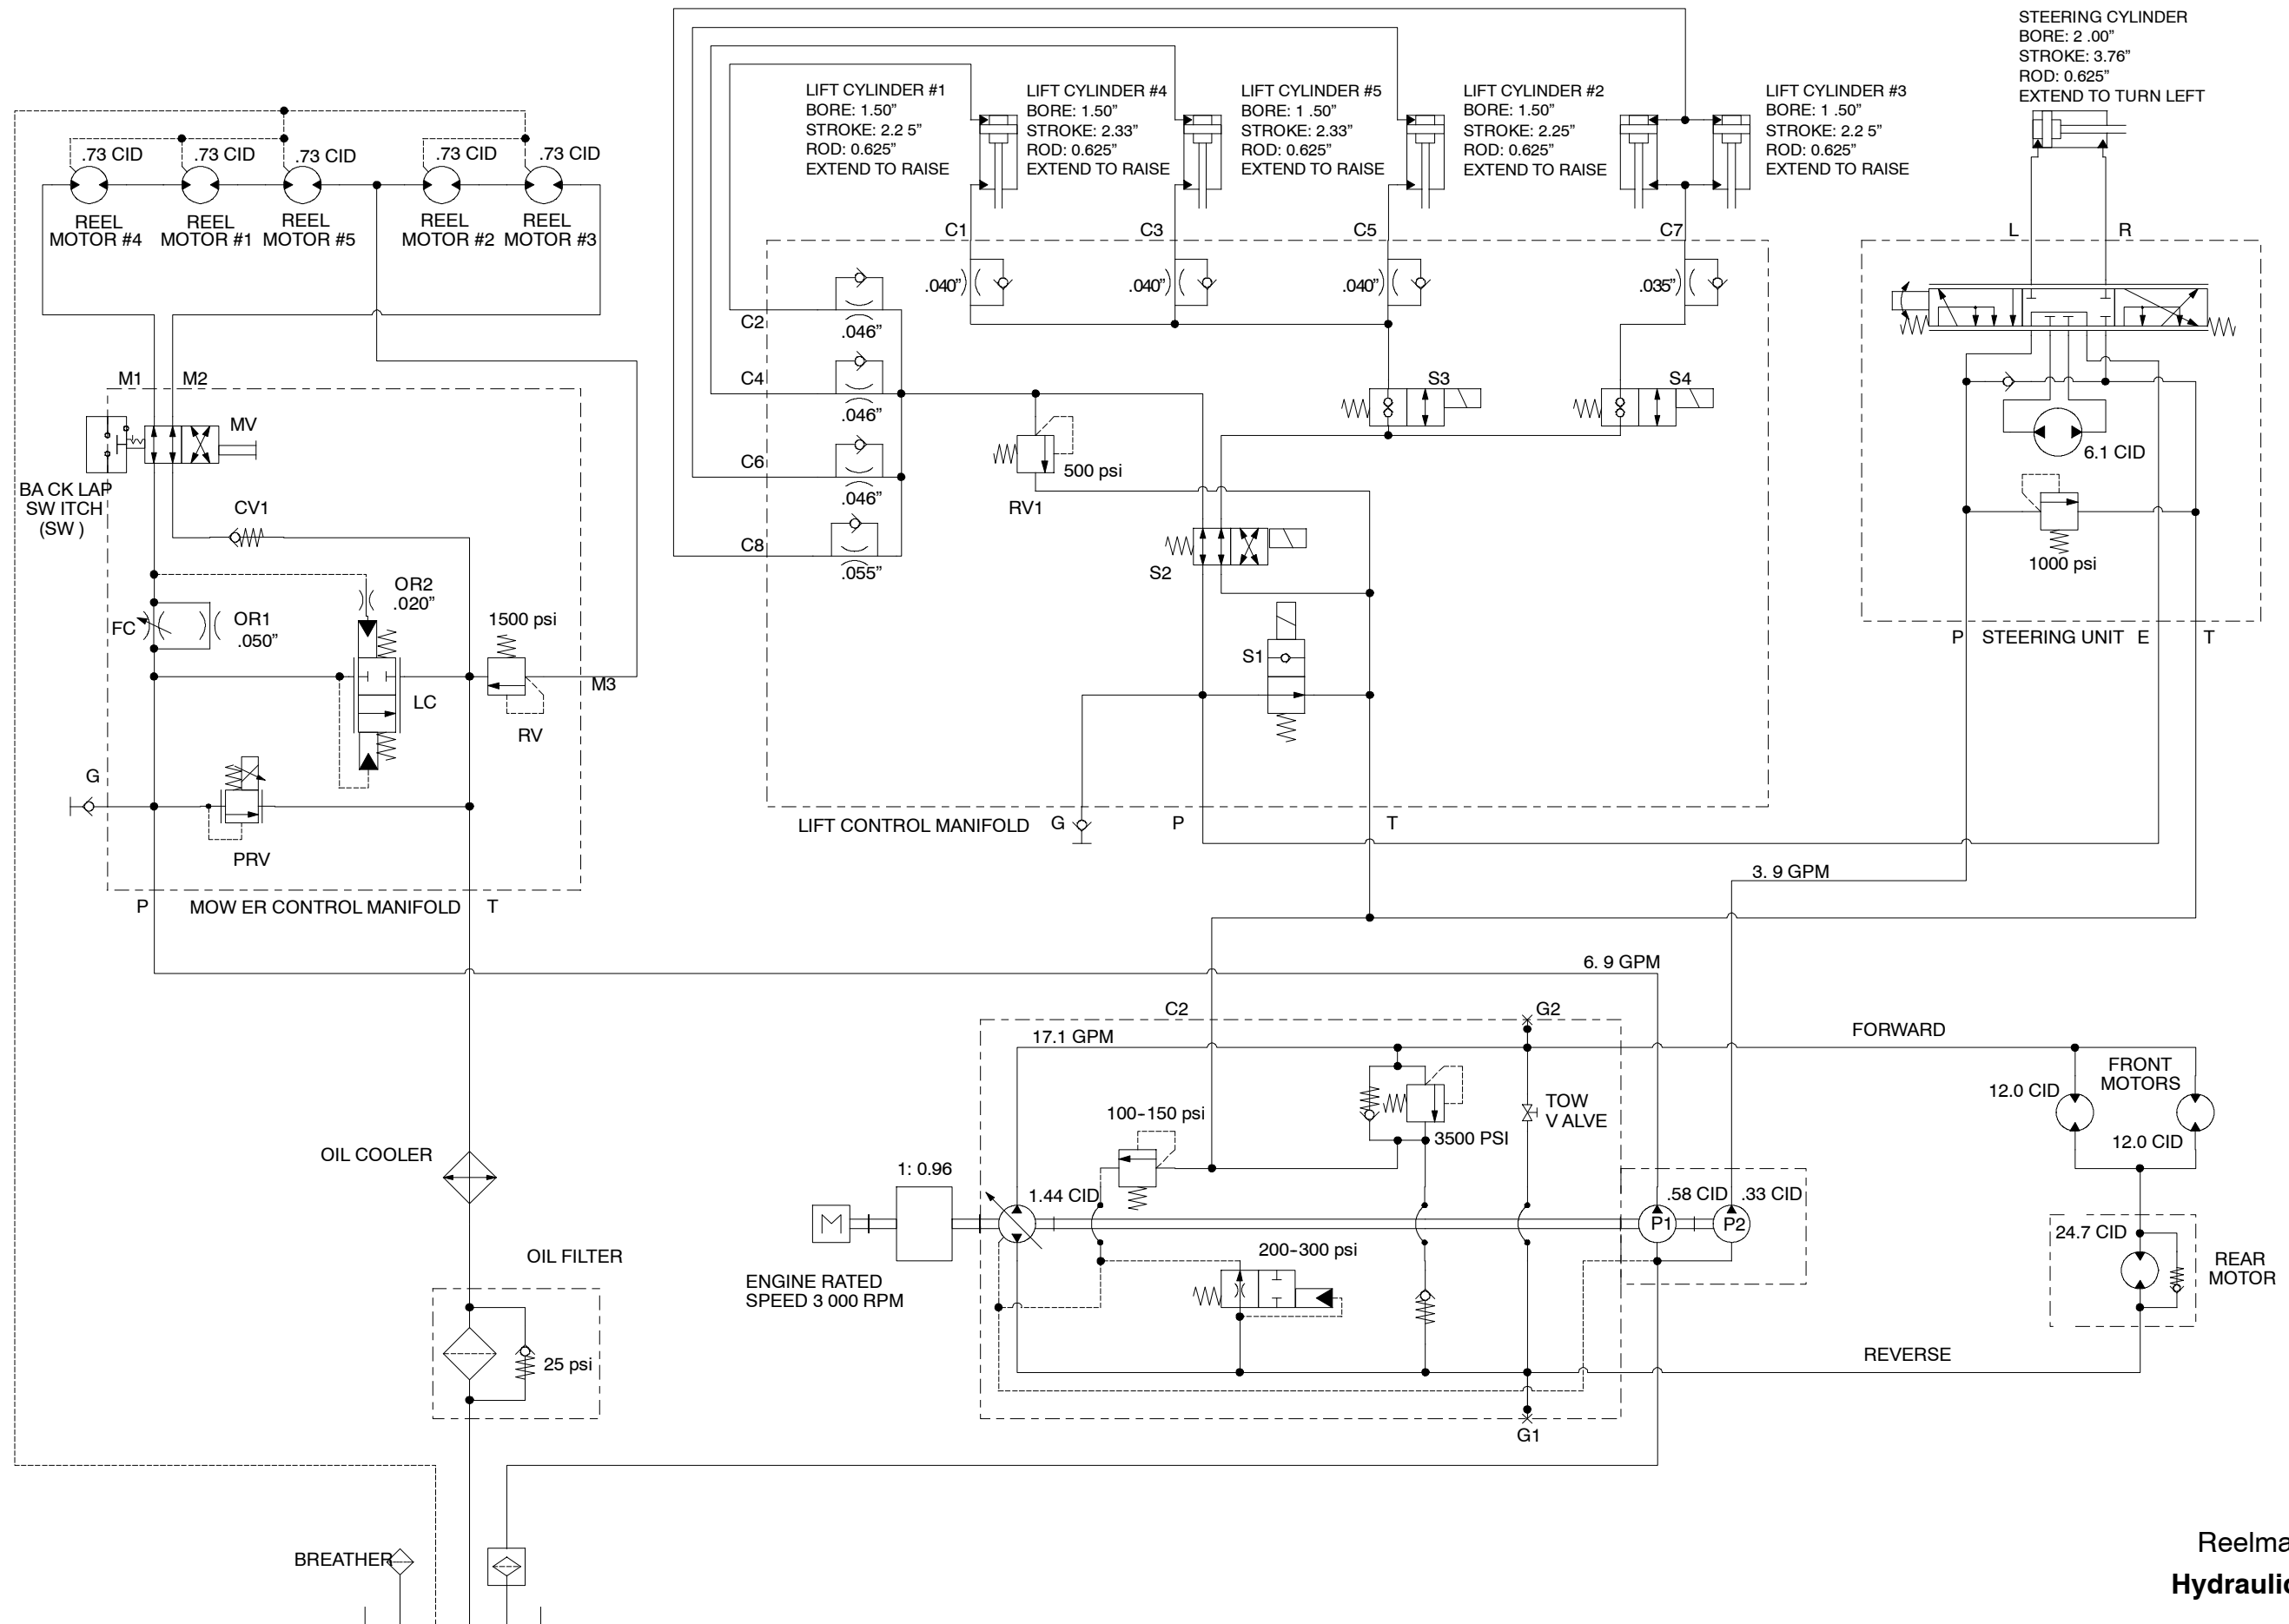 STEERING CYLINDER
BORE: 2 .00”
STROKE: 3.76”
ROD: 0.625”
EXTEND TO TURN LEFT
LIFT CYLINDER #1
BORE: 1.50”
STROKE: 2.2 5”
ROD: 0.625”
EXTEND TO RAISE
LIFT CYLINDER #4
BORE: 1.50”
STROKE: 2.33”
ROD: 0.625”
EXTEND TO RAISE
LIFT CYLINDER #5
BORE: 1 .50”
STROKE: 2.33”
ROD: 0.625”
EXTEND TO RAISE
LIFT CYLINDER #2
BORE: 1.50”
STROKE: 2.25”
ROD: 0.625”
EXTEND TO RAISE
LIFT CYLINDER #3
BORE: 1 .50”
STROKE: 2.2 5”
ROD: 0.625”
EXTEND TO RAISE
.73 CID
.73 CID
.73 CID
.73 CID
.73 CID
REEL
MOTOR #4
REEL
MOTOR #1
REEL
MOTOR #5
REEL
MOTOR #2
REEL
MOTOR #3
C1
C3
C5
C7
L
R
.040”
.040”
.040”
.035”
C2
.046”
C4
.046”
C6
.046”
C8
.055”
M1
M2
MV
BA CK LAP
SW ITCH
(SW )
CV1
OR2
.020”
FC
OR1
.050”
1500 psi
LC
M3
RV
G
PRV
P
MOW ER CONTROL MANIFOLD
T
S3
S4
500 psi
RV1
S2
S1
LIFT CONTROL MANIFOLD
G
P
T
6.1 CID
1000 psi
P
STEERING UNIT
E
T
3. 9 GPM
6. 9 GPM
C2
G2
17.1 GPM
FORWARD
FRONT
MOTORS
12.0 CID
12.0 CID
TOW
V ALVE
100-150 psi
3500 PSI
OIL COOLER
1: 0.96
1.44 CID
.58 CID
.33 CID
M
P1
P2
24.7 CID
REAR
MOTOR
OIL FILTER
200-300 psi
ENGINE RATED
SPEED 3 000 RPM
25 psi
REVERSE
G1
BREATHER
Reelma
Hydraulic